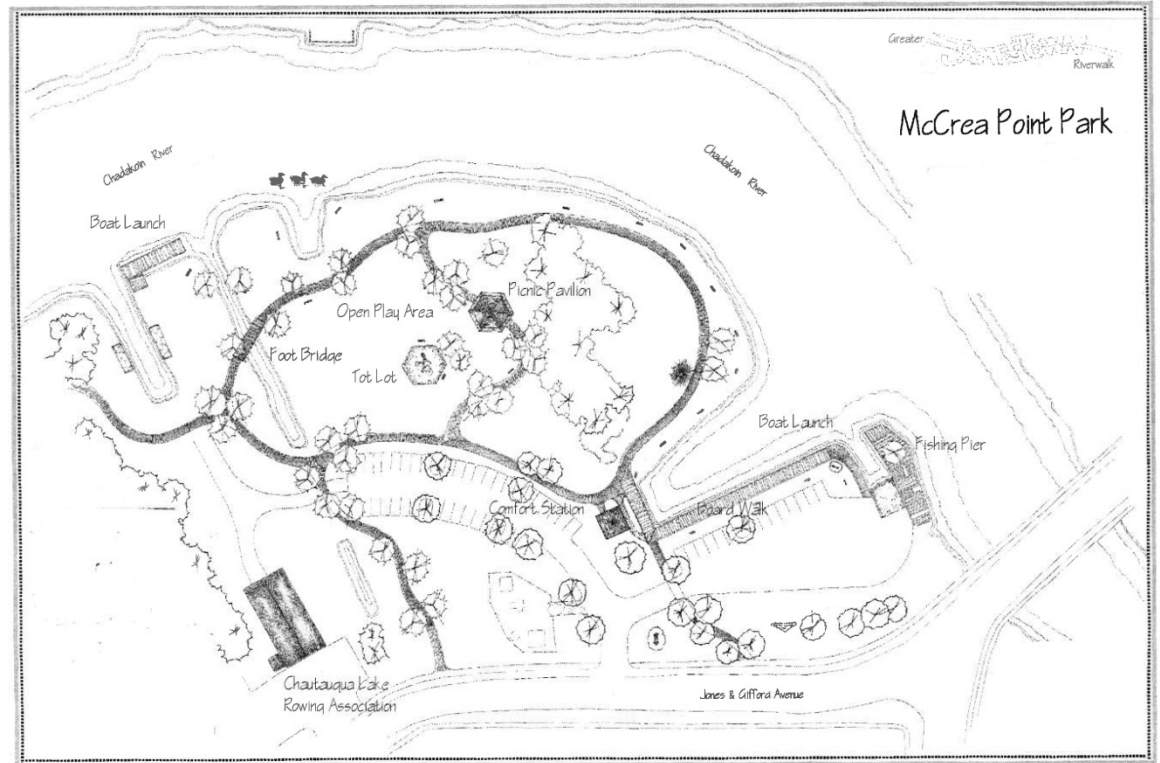 Greater
JAMESTOWN
Riverwalk
McCrea Point Park
Chadakoin River
Chadakoin River
Boat Launch
Picnic Pavilion
Open Play Area
Foot Bridge
Tot Lot
Boat Launch
Fishing Pier
Comfort Station
Board Walk
Chautauqua Lake
Rowing Association
Jones & Gifford Avenue